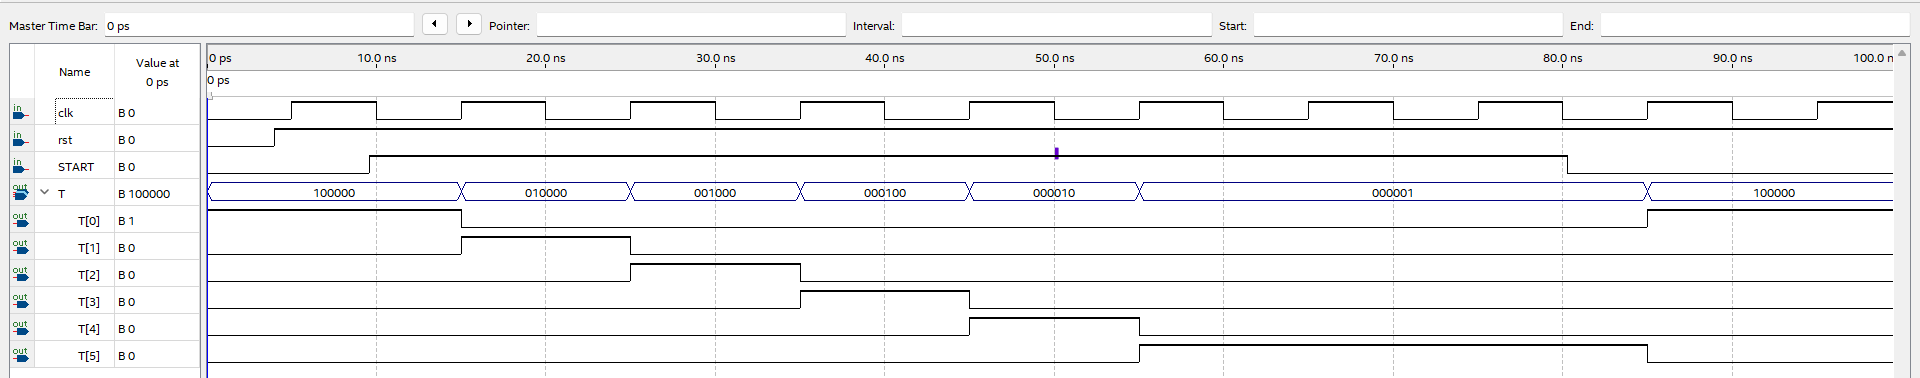 Master Time Bar: 0 ps Pointer: Interval: Start: End:
Name Value at 0 ps
0 ps 10.0 ns 20.0 ns 30.0 ns 40.0 ns 50.0 ns 60.0 ns 70.0 ns 80.0 ns 90.0 ns 100.0 n
0 ps
in clk B 0
in rst B 0
in START B 0
out T B 100000 100000 010000 001000 000100 000010 000001 100000
out T[0] B 1
out T[1] B 0
out T[2] B 0
out T[3] B 0
out T[4] B 0
out T[5] B 0